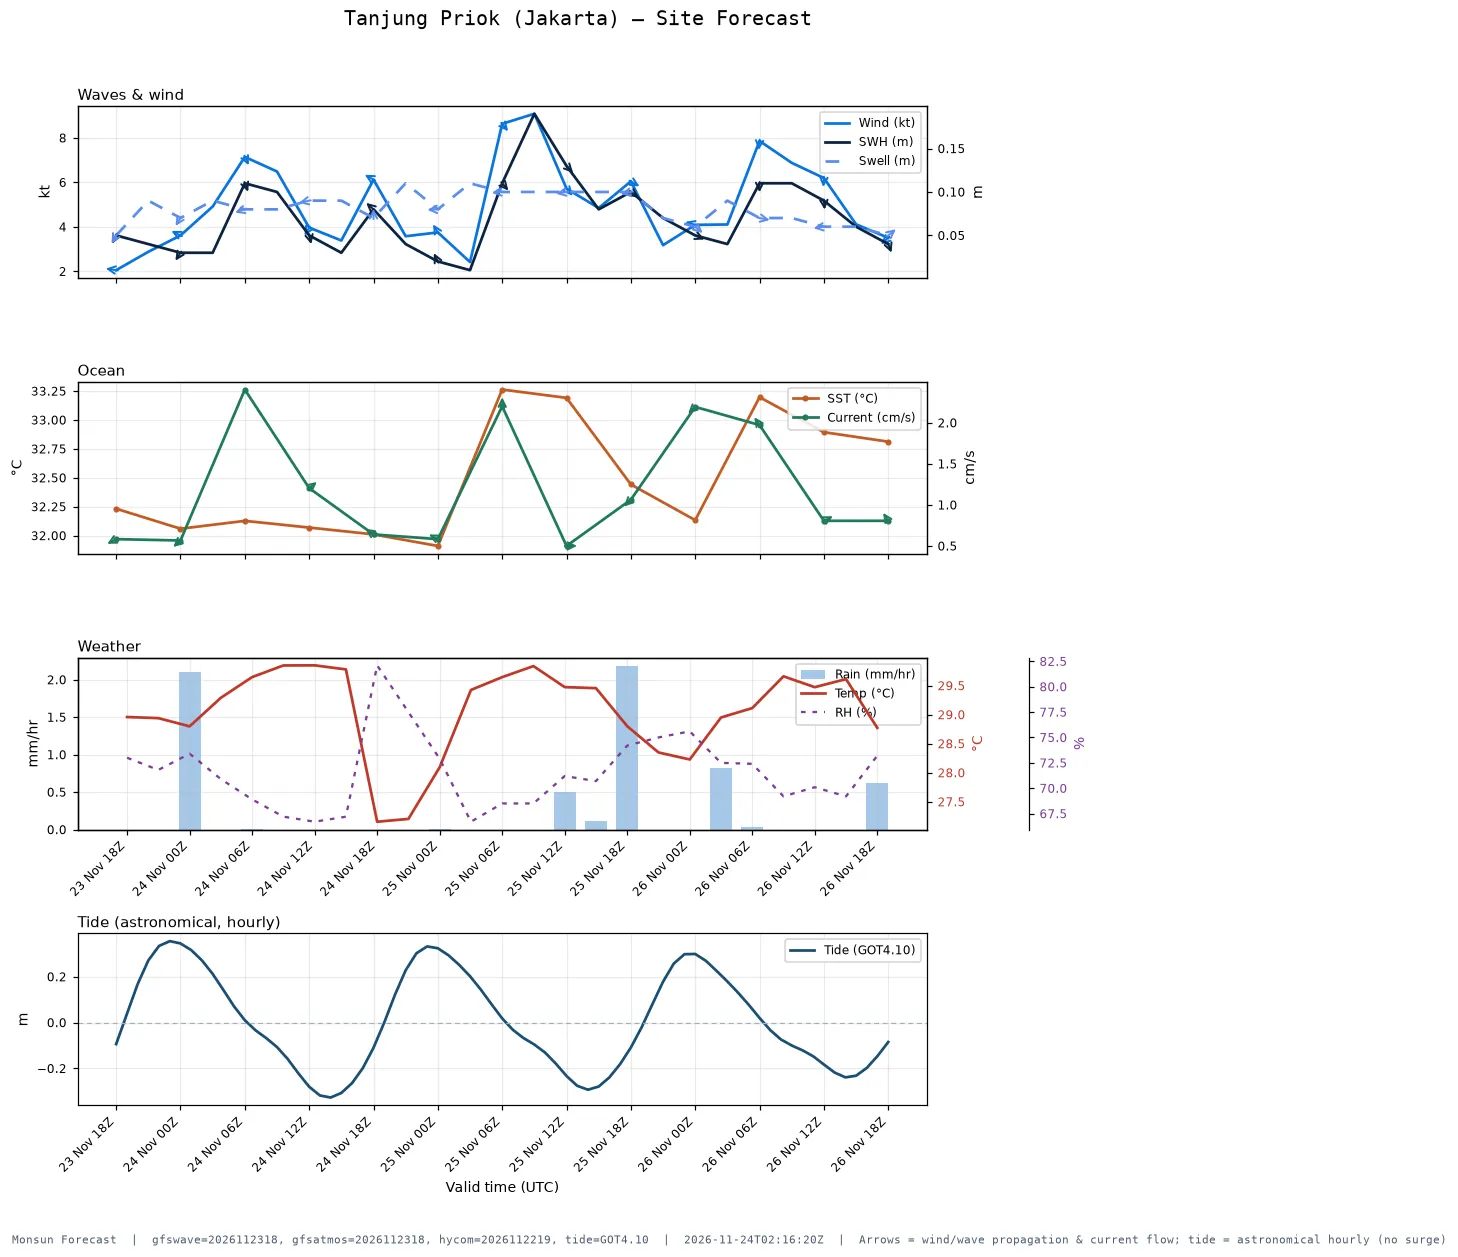 Tanjung Priok (Jakarta) — Site Forecast
Waves & wind
Wind (kt)
SWH (m)
Swell (m)
8
6
4
2
kt
0.15
0.10
0.05
m
Ocean
SST (°C)
Current (cm/s)
33.25
33.00
32.75
32.50
32.25
32.00
°C
2.0
1.5
1.0
0.5
cm/s
Weather
Rain (mm/hr)
Temp (°C)
RH (%)
2.0
1.5
1.0
0.5
0.0
mm/hr
29.5
29.0
28.5
28.0
27.5
°C
82.5
80.0
77.5
75.0
72.5
70.0
67.5
%
23 Nov 18Z
24 Nov 00Z
24 Nov 06Z
24 Nov 12Z
24 Nov 18Z
25 Nov 00Z
25 Nov 06Z
25 Nov 12Z
25 Nov 18Z
26 Nov 00Z
26 Nov 06Z
26 Nov 12Z
26 Nov 18Z
Tide (astronomical, hourly)
Tide (GOT4.10)
0.2
0.0
−0.2
m
23 Nov 18Z
24 Nov 00Z
24 Nov 06Z
24 Nov 12Z
24 Nov 18Z
25 Nov 00Z
25 Nov 06Z
25 Nov 12Z
25 Nov 18Z
26 Nov 00Z
26 Nov 06Z
26 Nov 12Z
26 Nov 18Z
Valid time (UTC)
Monsun Forecast | gfswave=2026112318, gfsatmos=2026112318, hycom=2026112219, tide=GOT4.10 | 2026-11-24T02:16:20Z | Arrows = wind/wave propagation & current flow; tide = astronomical hourly (no surge)